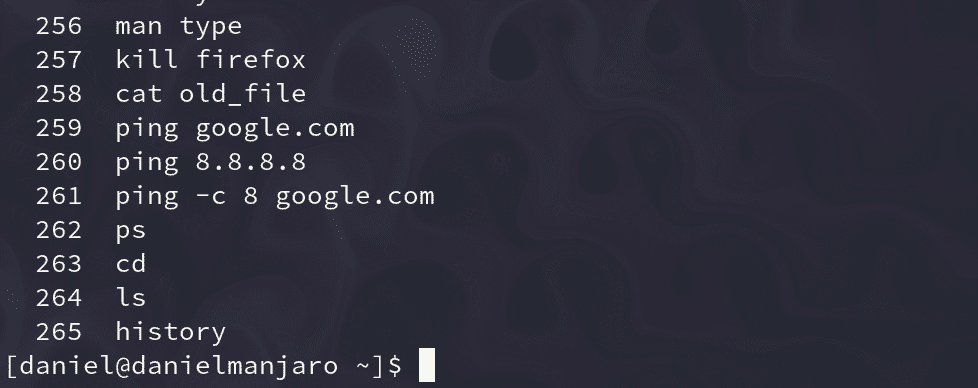 256 man type
257 kill firefox
258 cat old_file
259 ping google.com
260 ping 8.8.8.8
261 ping -c 8 google.com
262 ps
263 cd
264 ls
265 history
[daniel@danielmanjaro ~]$